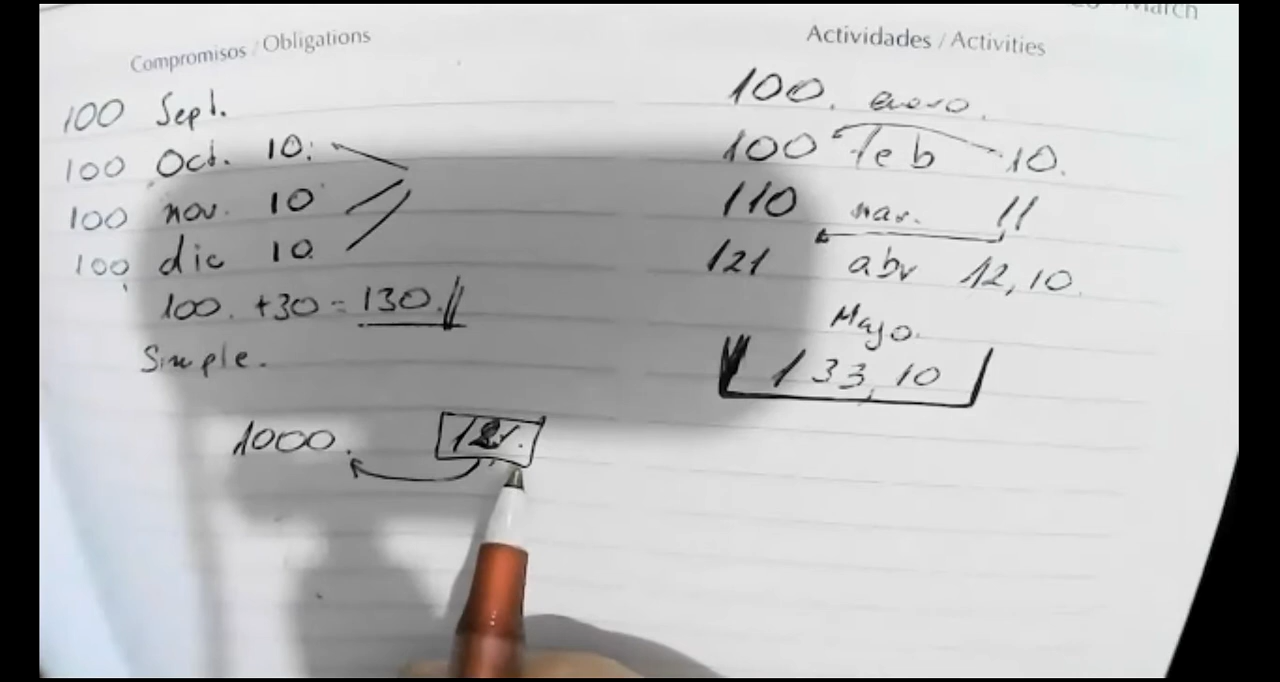 March
Compromisos / Obligations
100 Sept.
100 Oct. 10.
100 nov. 10
100 dic 10.
100. +30 = 130.
Simple.
1000.
Actividades / Activities
100. enero.
100 Feb 10.
110 mar. 11
121 abr 12,10.
Mayo.
133,10